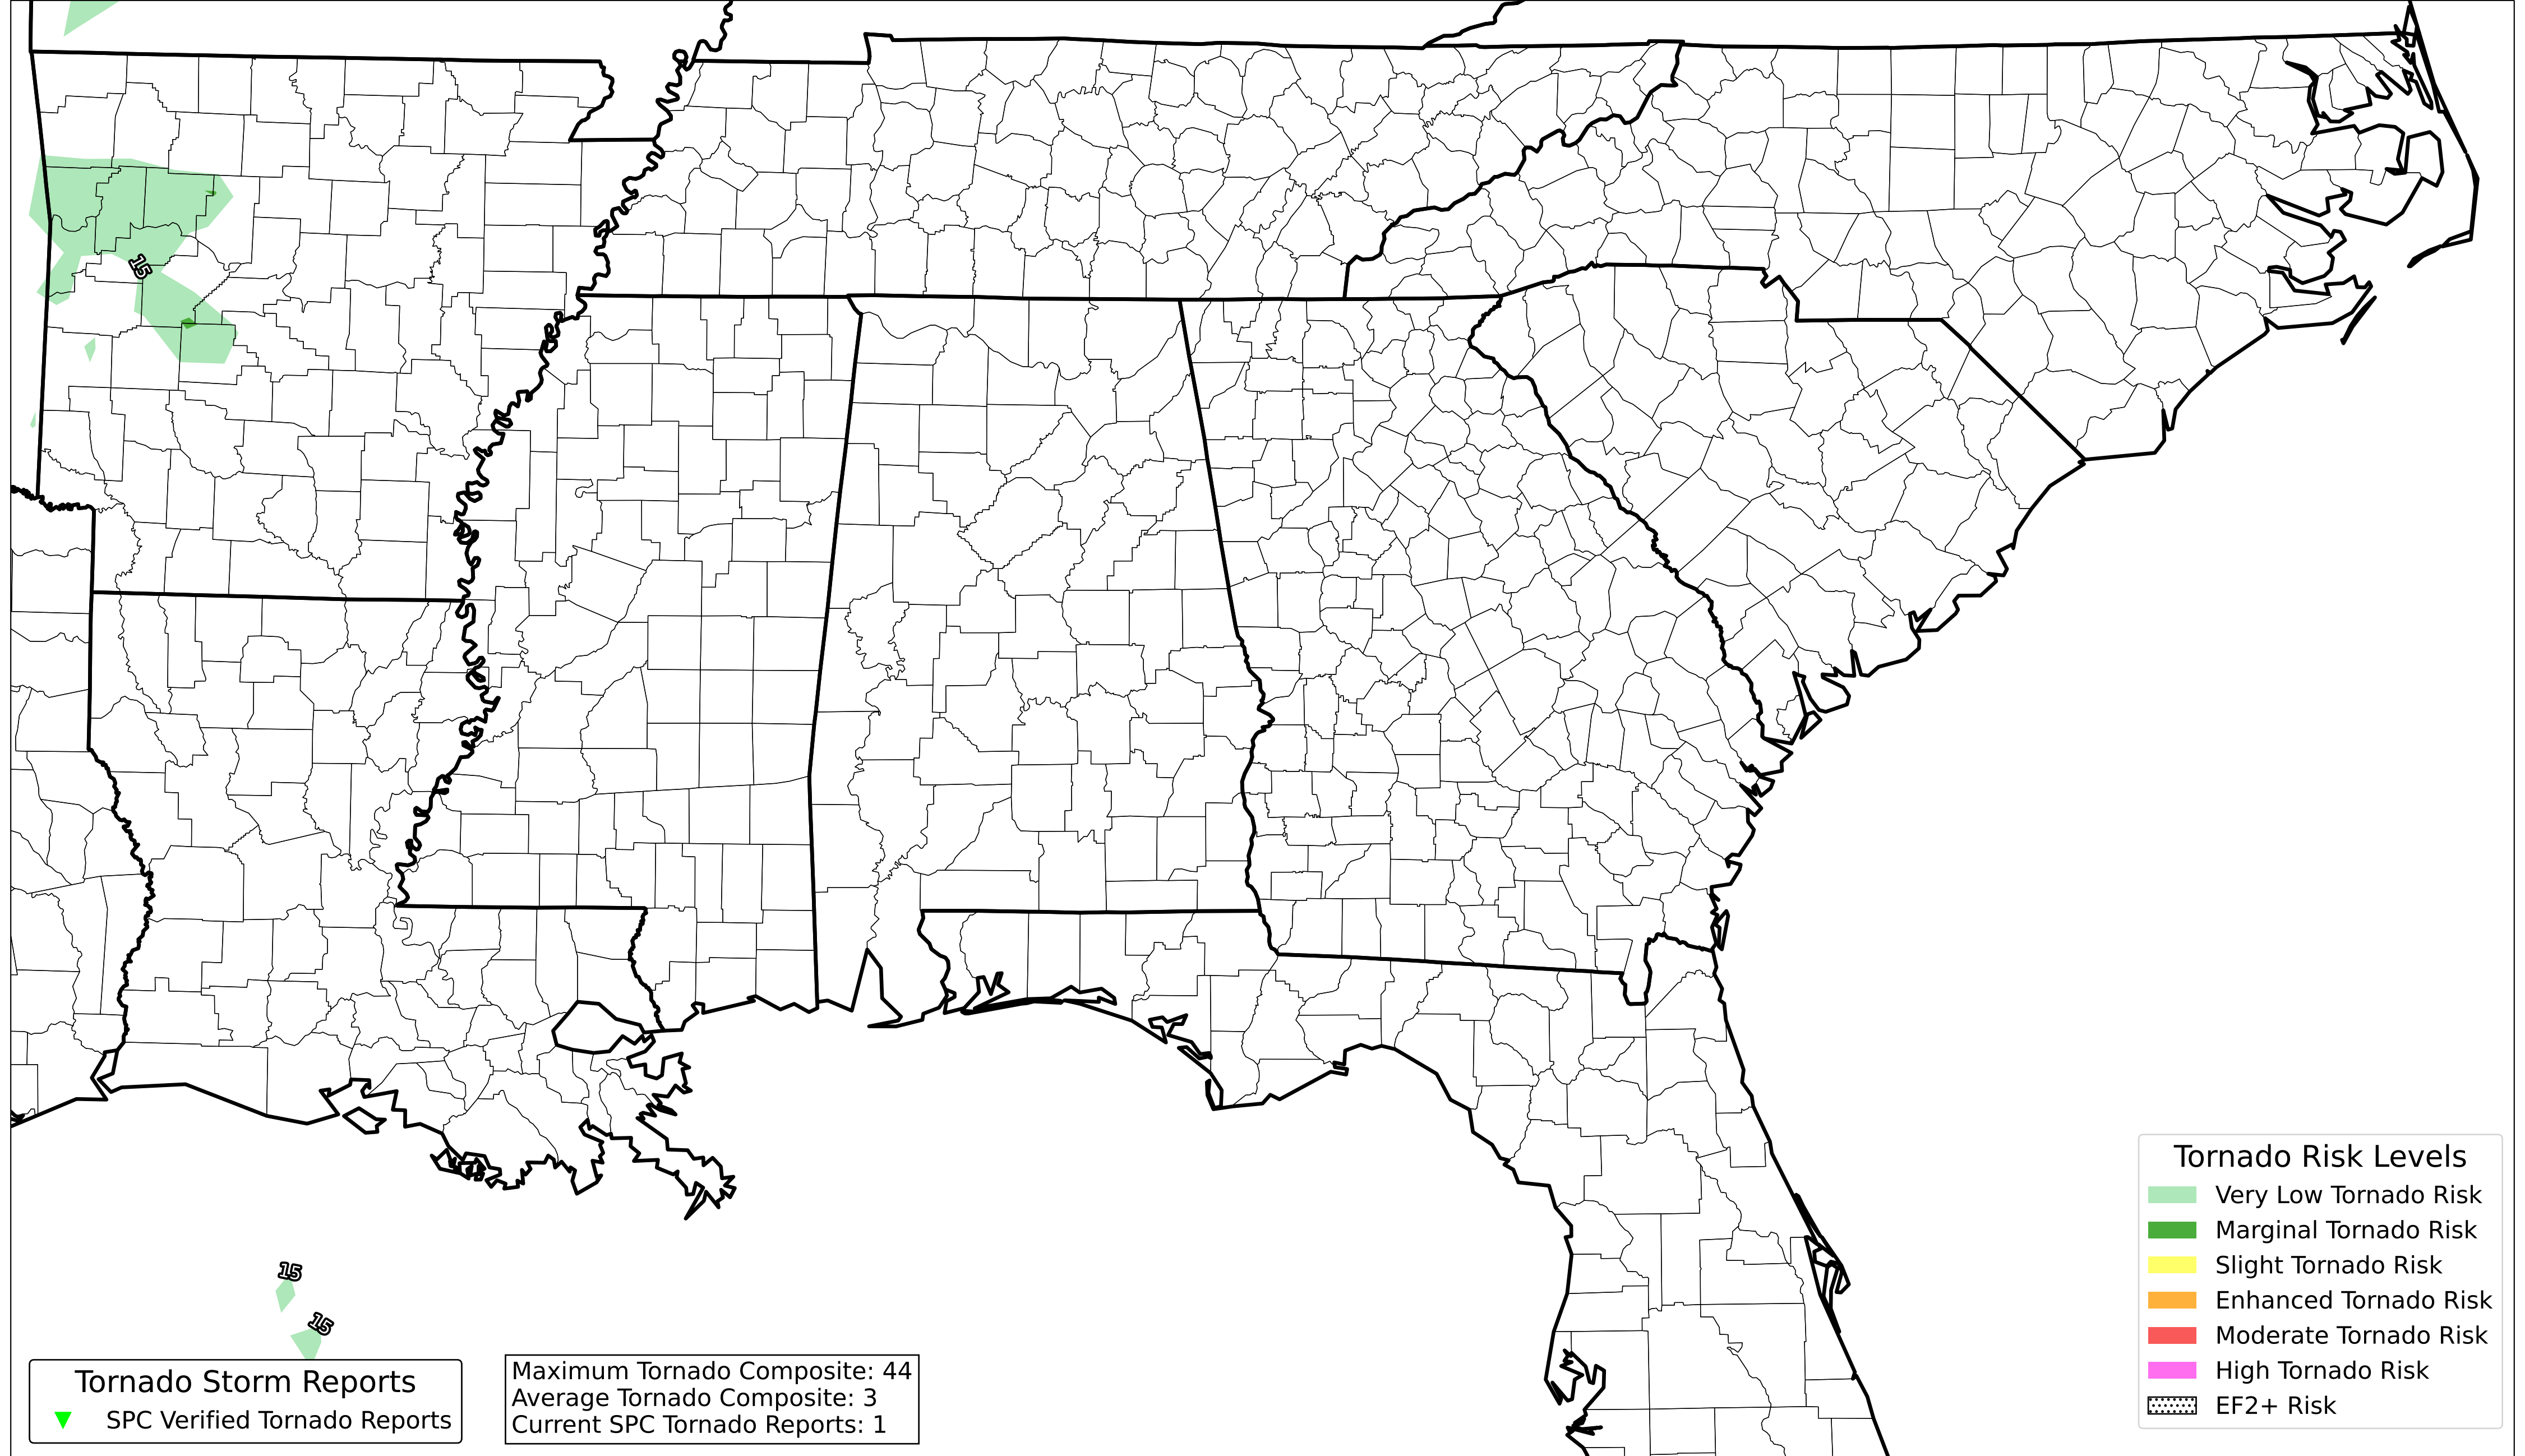 15
15
15
Tornado Storm Reports
SPC Verified Tornado Reports
Maximum Tornado Composite: 44
Average Tornado Composite: 3
Current SPC Tornado Reports: 1
Tornado Risk Levels
Very Low Tornado Risk
Marginal Tornado Risk
Slight Tornado Risk
Enhanced Tornado Risk
Moderate Tornado Risk
High Tornado Risk
EF2+ Risk